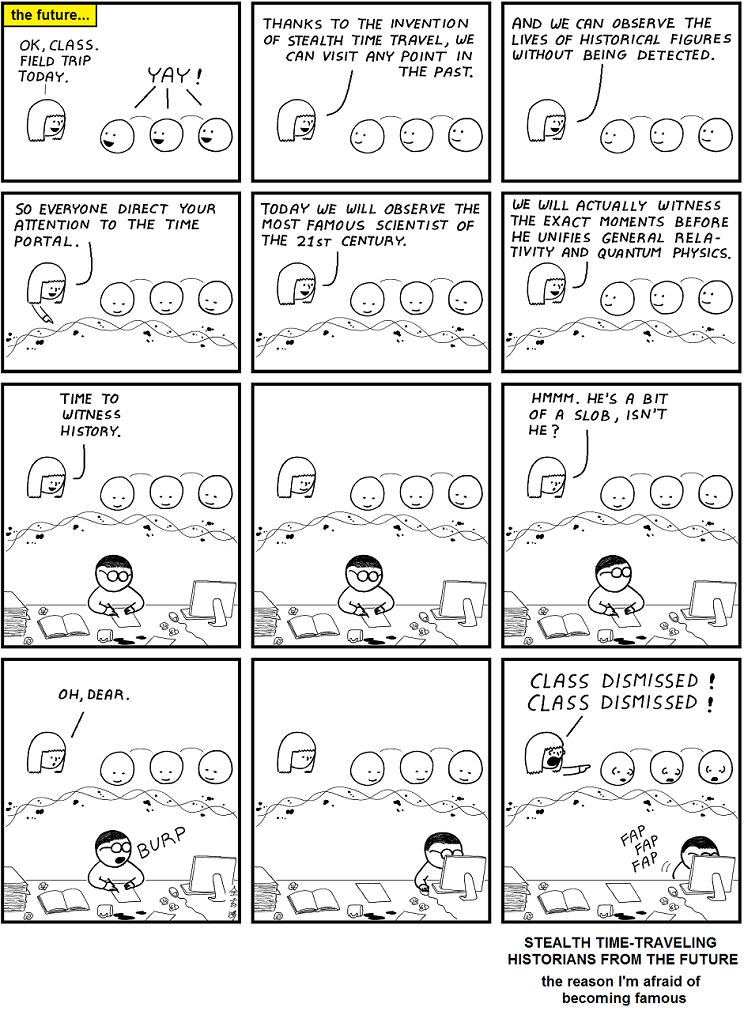 the future...
OK, CLASS.
FIELD TRIP
TODAY.
YAY!
THANKS TO THE INVENTION
OF STEALTH TIME TRAVEL, WE
CAN VISIT ANY POINT IN
THE PAST.
AND WE CAN OBSERVE THE
LIVES OF HISTORICAL FIGURES
WITHOUT BEING DETECTED.
SO EVERYONE DIRECT YOUR
ATTENTION TO THE TIME
PORTAL.
TODAY WE WILL OBSERVE THE
MOST FAMOUS SCIENTIST OF
THE 21ST CENTURY.
WE WILL ACTUALLY WITNESS
THE EXACT MOMENTS BEFORE
HE UNIFIES GENERAL RELA-
TIVITY AND QUANTUM PHYSICS.
TIME TO
WITNESS
HISTORY.
HMMM. HE'S A BIT
OF A SLOB, ISN'T
HE?
OH, DEAR.
BURP
CLASS DISMISSED!
CLASS DISMISSED!
FAP
FAP
FAP
STEALTH TIME-TRAVELING
HISTORIANS FROM THE FUTURE
the reason I'm afraid of
becoming famous